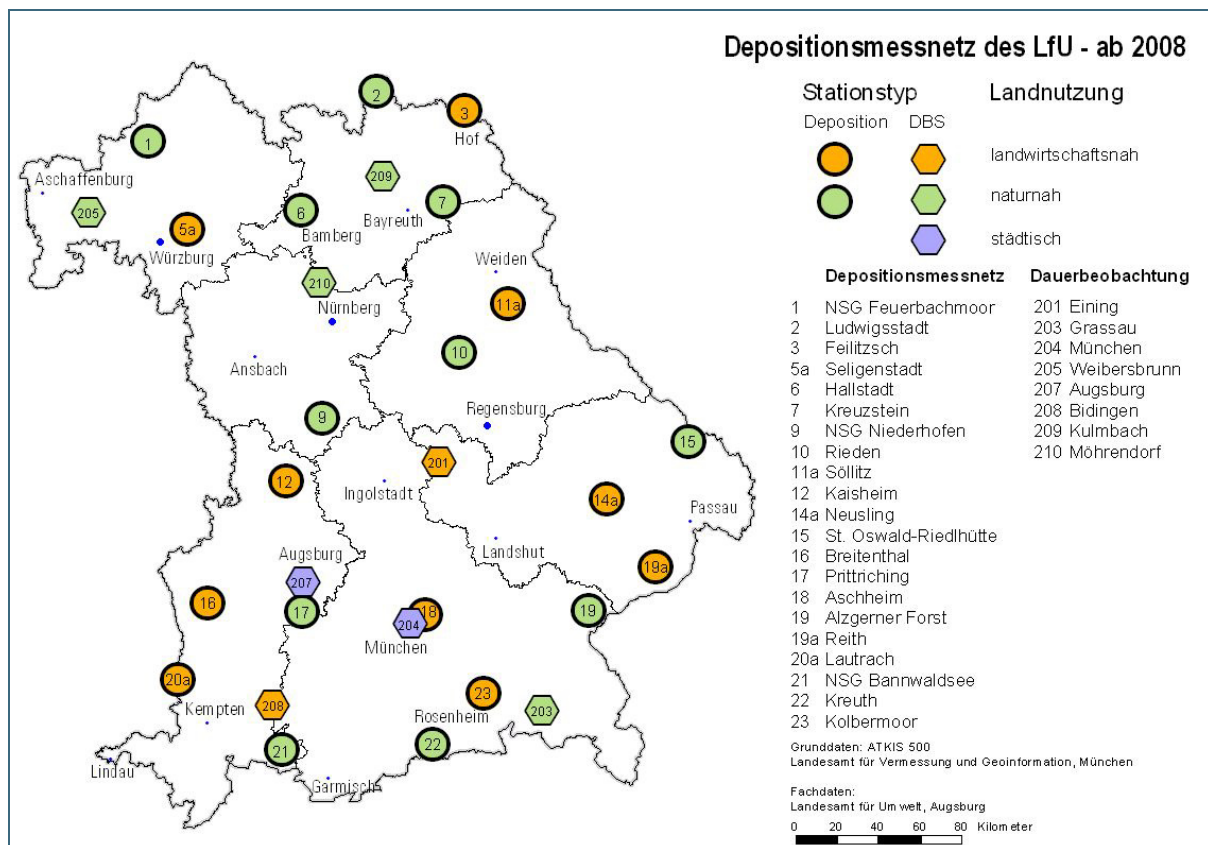 Depositionsmessnetz des LfU - ab 2008
Stationstyp
Landnutzung
Deposition
DBS
landwirtschaftsnah
naturnah
städtisch
Depositionsmessnetz
1 NSG Feuerbachmoor
2 Ludwigsstadt
3 Feilitzsch
5a Seligenstadt
6 Hallstadt
7 Kreuzstein
9 NSG Niederhofen
10 Rieden
11a Söllitz
12 Kaisheim
14a Neusling
15 St. Oswald-Riedlhütte
16 Breitenthal
17 Prittriching
18 Aschheim
19 Alzgerner Forst
19a Reith
20a Lautrach
21 NSG Bannwaldsee
22 Kreuth
23 Kolbermoor
Dauerbeobachtung
201 Eining
203 Grassau
204 München
205 Weibersbrunn
207 Augsburg
208 Bidingen
209 Kulmbach
210 Möhrendorf
Grunddaten: ATKIS 500
Landesamt für Vermessung und Geoinformation, München
Fachdaten:
Landesamt für Umwelt, Augsburg
0 20 40 60 80 Kilometer
2
3
Hof
1
209
Aschaffenburg
205
6
7
Bayreuth
5a
Bamberg
Würzburg
Weiden
210
11a
Nürnberg
10
Ansbach
9
Regensburg
15
201
12
Ingolstadt
14a
Passau
Landshut
Augsburg
19a
207
16
17
18
19
204
München
20a
23
208
203
Kempten
Rosenheim
22
21
Lindau
Garmisch